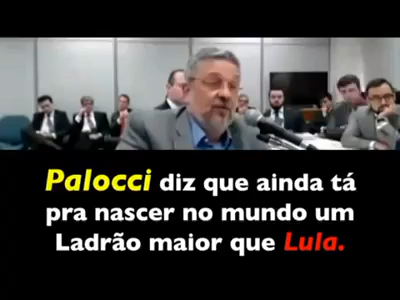 Palocci diz que ainda tá
pra nascer no mundo um
Ladrão maior que Lula.